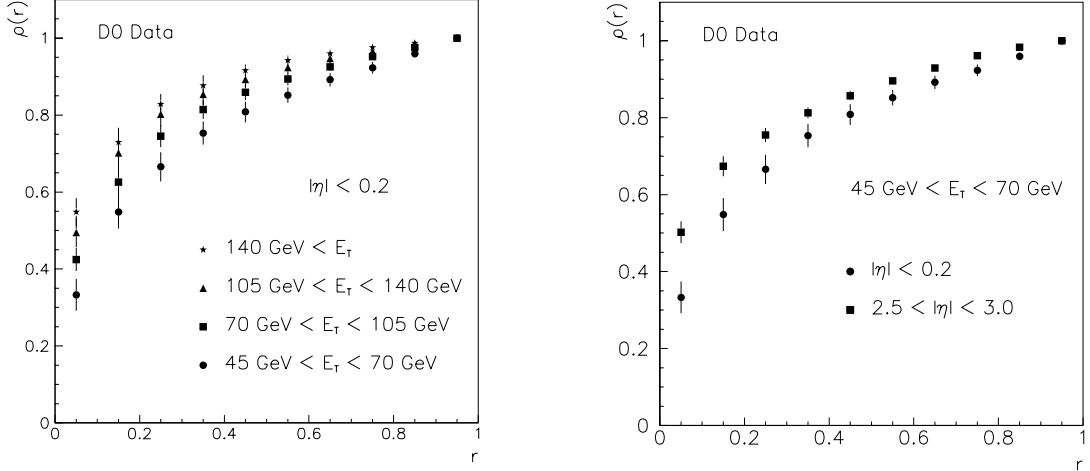 ρ(r)
D0 Data
1
0.8
0.6
0.4
0.2
0
|η| < 0.2
140 GeV < E_T
105 GeV < E_T < 140 GeV
70 GeV < E_T < 105 GeV
45 GeV < E_T < 70 GeV
0 0.2 0.4 0.6 0.8 1
r
ρ(r)
D0 Data
1
0.8
0.6
0.4
0.2
0
45 GeV < E_T < 70 GeV
|η| < 0.2
2.5 < |η| < 3.0
0 0.2 0.4 0.6 0.8 1
r